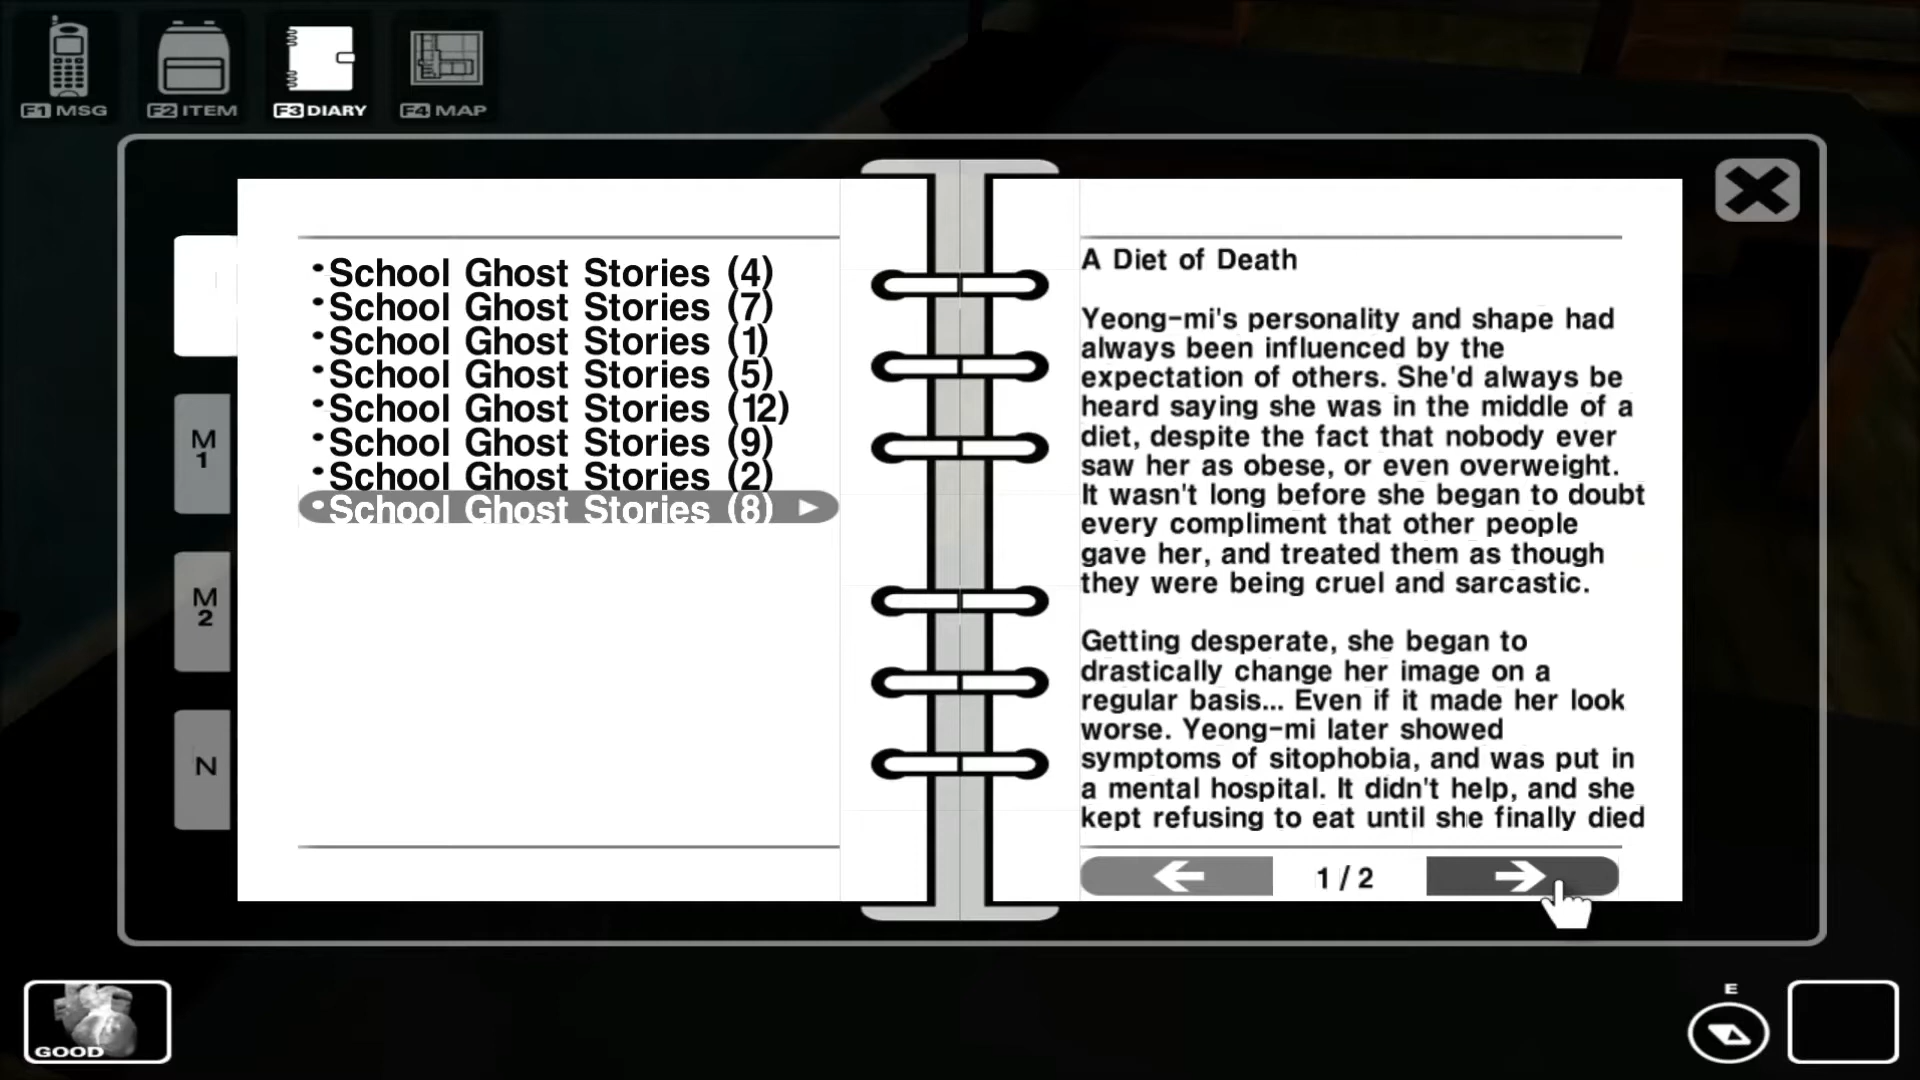 F1 MSG
F2 ITEM
F3 DIARY
F4 MAP
•School Ghost Stories (4)
•School Ghost Stories (7)
•School Ghost Stories (1)
•School Ghost Stories (5)
•School Ghost Stories (12)
•School Ghost Stories (9)
•School Ghost Stories (2)
•School Ghost Stories (8)
I
M
1
M
2
N
A Diet of Death
Yeong-mi's personality and shape had
always been influenced by the
expectation of others. She'd always be
heard saying she was in the middle of a
diet, despite the fact that nobody ever
saw her as obese, or even overweight.
It wasn't long before she began to doubt
every compliment that other people
gave her, and treated them as though
they were being cruel and sarcastic.
Getting desperate, she began to
drastically change her image on a
regular basis... Even if it made her look
worse. Yeong-mi later showed
symptoms of sitophobia, and was put in
a mental hospital. It didn't help, and she
kept refusing to eat until she finally died
1 / 2
GOOD
E